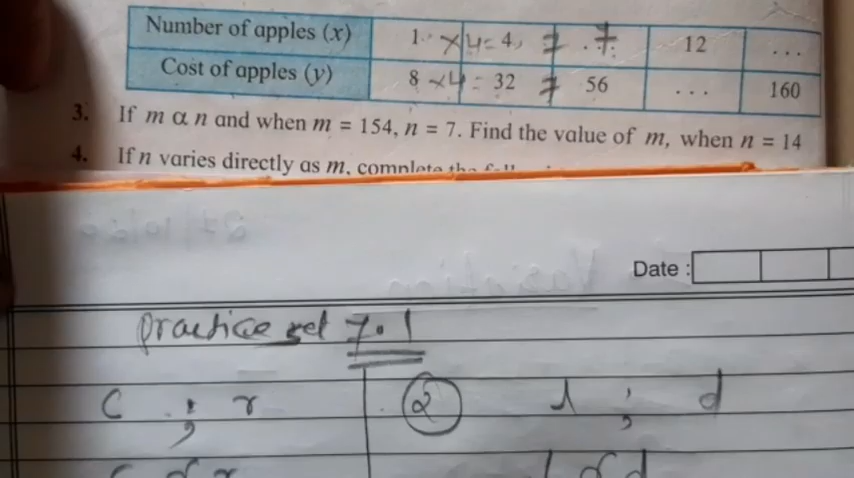 Number of apples (x) 1 ×4= 4, 7 12 ...
Cost of apples (y) 8 ×4= 32 56 ... 160
3. If m α n and when m = 154, n = 7. Find the value of m, when n = 14
4. If n varies directly as m, complete the
Date :
practice set 7.1
C ; r ② l ; d
C α r l α d